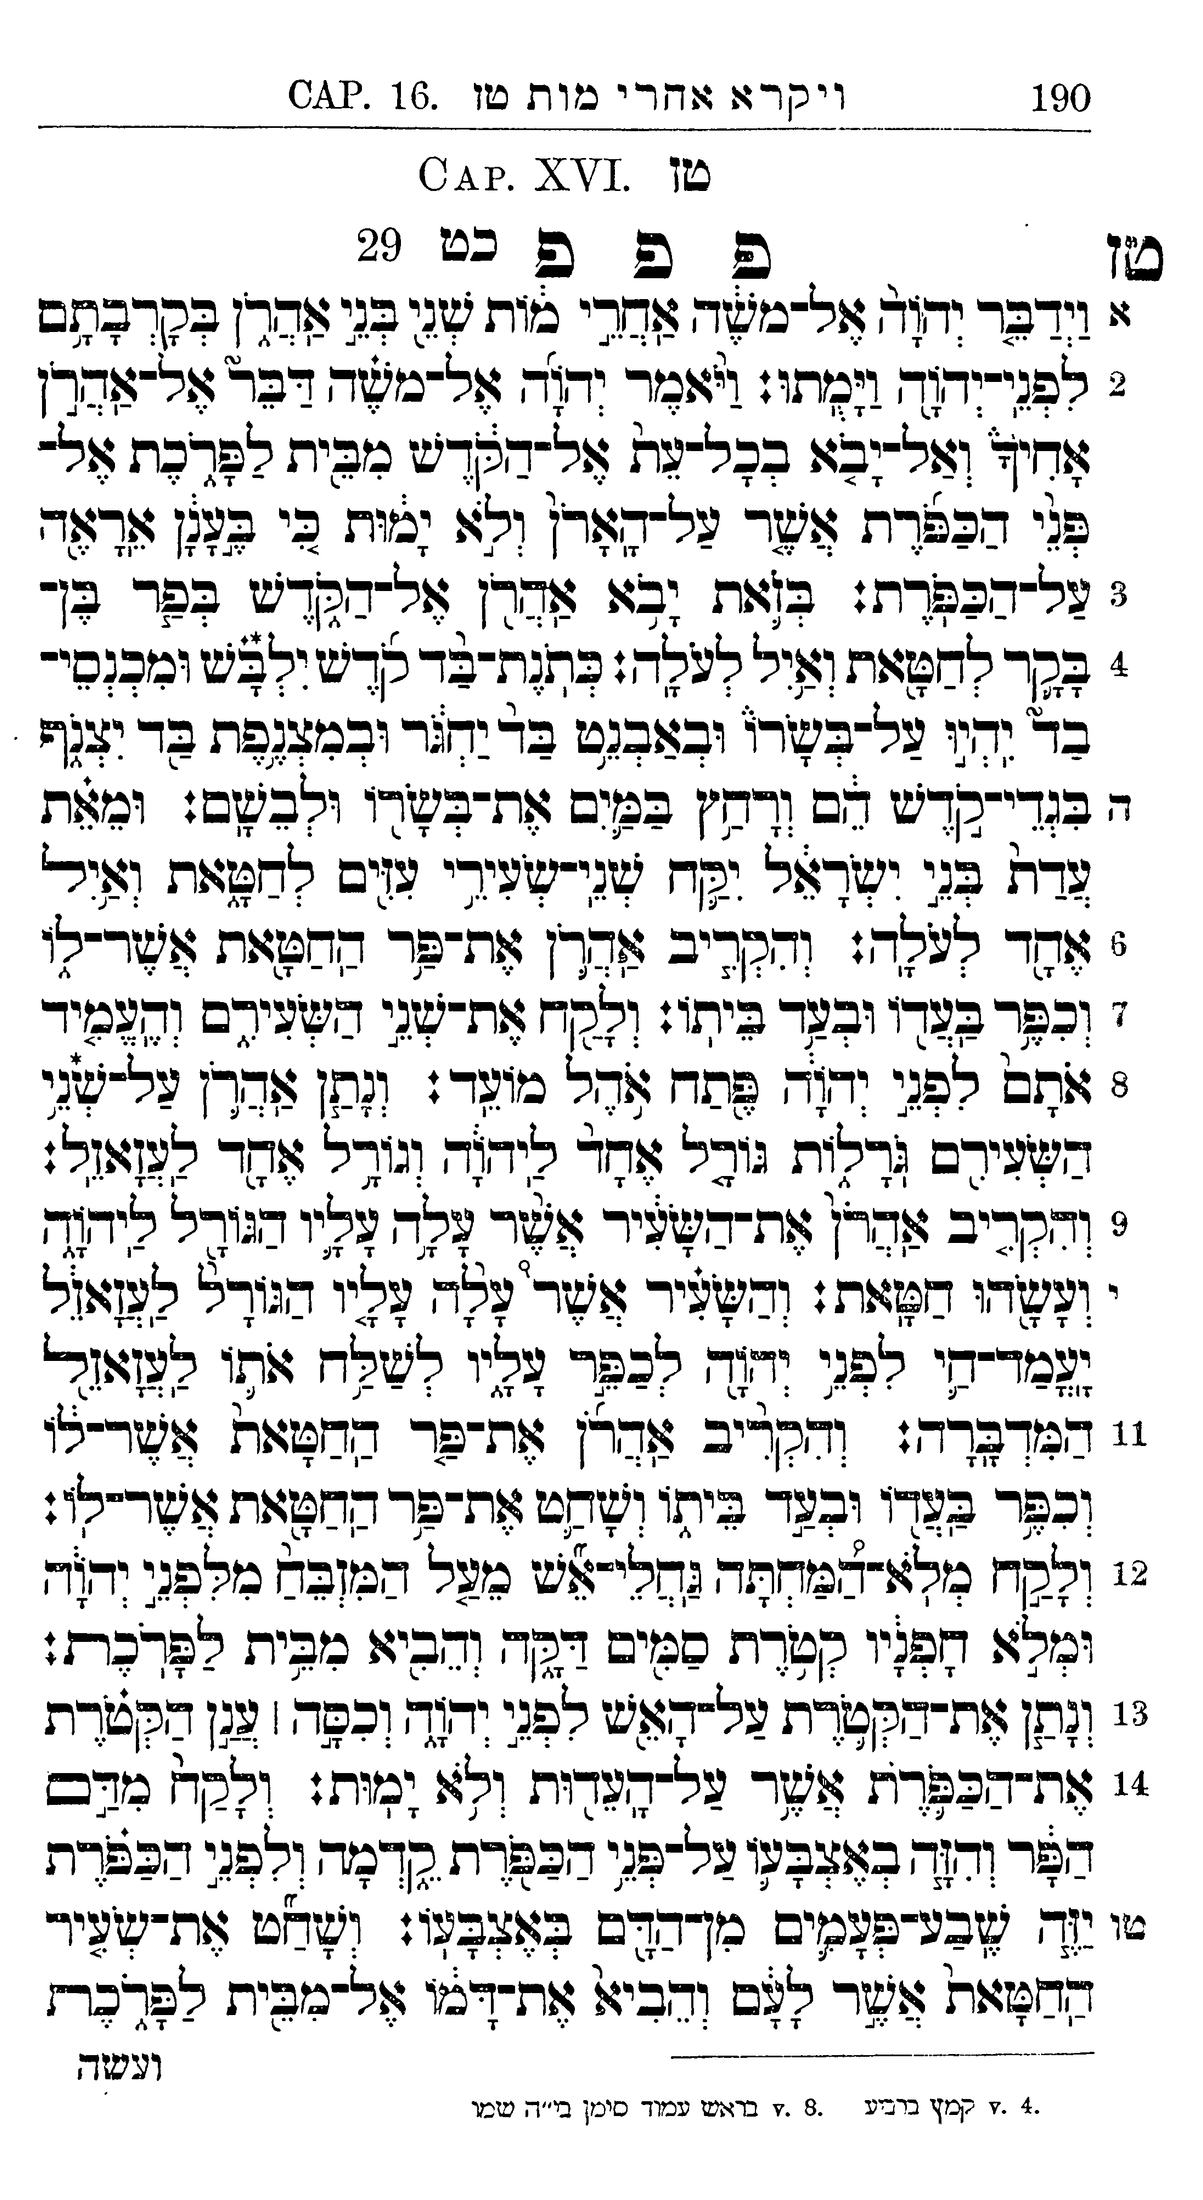 190 ויקרא אחרי מות טז CAP. 16.
CAP. XVI. טז
טז פ פ פ כט 29
א וַיְדַבֵּ֤ר יְהוָה֙ אֶל־מֹשֶׁ֔ה אַֽחֲרֵ֣י מ֔וֹת שְׁנֵ֖י בְּנֵ֣י אַֽהֲרֹ֑ן בְּקָרְבָתָ֥ם
2 לִפְנֵֽי־יְהוָ֖ה וַיָּמֻֽתוּ׃ וַיֹּ֨אמֶר יְהוָ֜ה אֶל־מֹשֶׁ֗ה דַּבֵּר֮ אֶל־אַֽהֲרֹ֣ן
אָחִיךָ֒ וְאַל־יָבֹ֤א בְכָל־עֵת֙ אֶל־הַקֹּ֔דֶשׁ מִבֵּ֖ית לַפָּרֹ֑כֶת אֶל־
פְּנֵ֨י הַכַּפֹּ֜רֶת אֲשֶׁ֤ר עַל־הָֽאָרֹן֙ וְלֹ֣א יָמ֔וּת כִּ֚י בֶּֽעָנָ֔ן אֵֽרָאֶ֖ה
3 עַל־הַכַּפֹּֽרֶת׃ בְּזֹ֛את יָבֹ֥א אַֽהֲרֹ֖ן אֶל־הַקֹּ֑דֶשׁ בְּפַ֧ר בֶּן־
4 בָּקָ֛ר לְחַטָּ֖את וְאַ֥יִל לְעֹלָֽה׃ כְּתֹֽנֶת־בַּ֨ד קֹ֜דֶשׁ יִלְבָּ֗שׁ* וּמִכְנְסֵי־
בַד֮ יִֽהְי֣וּ עַל־בְּשָׂרוֹ֒ וּבְאַבְנֵ֥ט בַּד֙ יַחְגֹּ֔ר וּבְמִצְנֶ֥פֶת בַּ֖ד יִצְנֹ֑ף
ה בִּגְדֵי־קֹ֣דֶשׁ הֵ֔ם וְרָחַ֥ץ בַּמַּ֛יִם אֶת־בְּשָׂר֖וֹ וּלְבֵשָֽׁם׃ וּמֵאֵ֗ת
עֲדַת֙ בְּנֵ֣י יִשְׂרָאֵ֔ל יִקַּ֛ח שְׁנֵֽי־שְׂעִירֵ֥י עִזִּ֖ים לְחַטָּ֑את וְאַ֥יִל
6 אֶחָ֖ד לְעֹלָֽה׃ וְהִקְרִ֧יב אַֽהֲרֹ֛ן אֶת־פַּ֥ר הַֽחַטָּ֖את אֲשֶׁר־ל֑וֹ
7 וְכִפֶּ֥ר בַּֽעֲד֖וֹ וּבְעַ֥ד בֵּיתֽוֹ׃ וְלָקַ֖ח אֶת־שְׁנֵ֣י הַשְּׂעִירִ֑ם וְהֶֽעֱמִ֤יד
8 אֹתָם֙ לִפְנֵ֣י יְהוָ֔ה פֶּ֖תַח אֹ֥הֶל מוֹעֵֽד׃ וְנָתַ֧ן אַֽהֲרֹ֛ן עַל־שְׁנֵ֥י*
הַשְּׂעִירִ֖ם גֹּֽרָל֑וֹת גּוֹרָ֤ל אֶחָד֙ לַֽיהוָ֔ה וְגוֹרָ֥ל אֶחָ֖ד לַֽעֲזָאזֵֽל׃
9 וְהִקְרִ֤יב אַֽהֲרֹן֙ אֶת־הַשָּׂעִ֔יר אֲשֶׁ֨ר עָלָ֥ה עָלָ֛יו הַגּוֹרָ֖ל לַֽיהוָ֑ה
י וְעָשָׂ֖הוּ חַטָּֽאת׃ וְהַשָּׂעִ֗יר אֲשֶׁר֩ עָלָ֨ה עָלָ֤יו הַגּוֹרָל֙ לַֽעֲזָאזֵ֔ל
יָֽעֳמַד־חַ֛י לִפְנֵ֥י יְהוָ֖ה לְכַפֵּ֣ר עָלָ֑יו לְשַׁלַּ֥ח אֹת֛וֹ לַֽעֲזָאזֵ֖ל
11 הַמִּדְבָּֽרָה׃ וְהִקְרִ֨יב אַֽהֲרֹ֜ן אֶת־פַּ֤ר הַֽחַטָּאת֙ אֲשֶׁר־ל֔וֹ
וְכִפֶּ֥ר בַּֽעֲד֖וֹ וּבְעַ֣ד בֵּית֑וֹ וְשָׁחַ֛ט אֶת־פַּ֥ר הַֽחַטָּ֖את אֲשֶׁר־לֽוֹ׃
12 וְלָקַ֣ח מְלֹֽא־הַ֠מַּחְתָּה גַּֽחֲלֵי־אֵ֞שׁ מֵעַ֤ל הַמִּזְבֵּחַ֙ מִלִּפְנֵ֣י יְהוָ֔ה
וּמְלֹ֣א חָפְנָ֔יו קְטֹ֥רֶת סַמִּ֖ים דַּקָּ֑ה וְהֵבִ֖יא מִבֵּ֥ית לַפָּרֹֽכֶת׃
13 וְנָתַ֧ן אֶֽת־הַקְּטֹ֛רֶת עַל־הָאֵ֖שׁ לִפְנֵ֣י יְהוָ֑ה וְכִסָּ֣ה ׀ עֲנַ֣ן הַקְּטֹ֗רֶת
14 אֶת־הַכַּפֹּ֛רֶת אֲשֶׁ֥ר עַל־הָֽעֵד֖וּת וְלֹ֥א יָמֽוּת׃ וְלָקַח֙ מִדַּ֣ם
הַפָּ֔ר וְהִזָּ֧ה בְאֶצְבָּע֛וֹ עַל־פְּנֵ֥י הַכַּפֹּ֖רֶת קֵ֑דְמָה וְלִפְנֵ֣י הַכַּפֹּ֗רֶת
טו יַזֶּ֧ה שֶֽׁבַע־פְּעָמִ֛ים מִן־הַדָּ֖ם בְּאֶצְבָּעֽוֹ׃ וְשָׁחַ֞ט אֶת־שְׂעִ֤יר
הַֽחַטָּאת֙ אֲשֶׁ֣ר לָעָ֔ם וְהֵבִיא֙ אֶת־דָּמ֔וֹ אֶל־מִבֵּ֖ית לַפָּרֹ֑כֶת
ועשה
v. 4. קמץ ברביע v. 8. בראש עמוד סימן בי״ה שמו